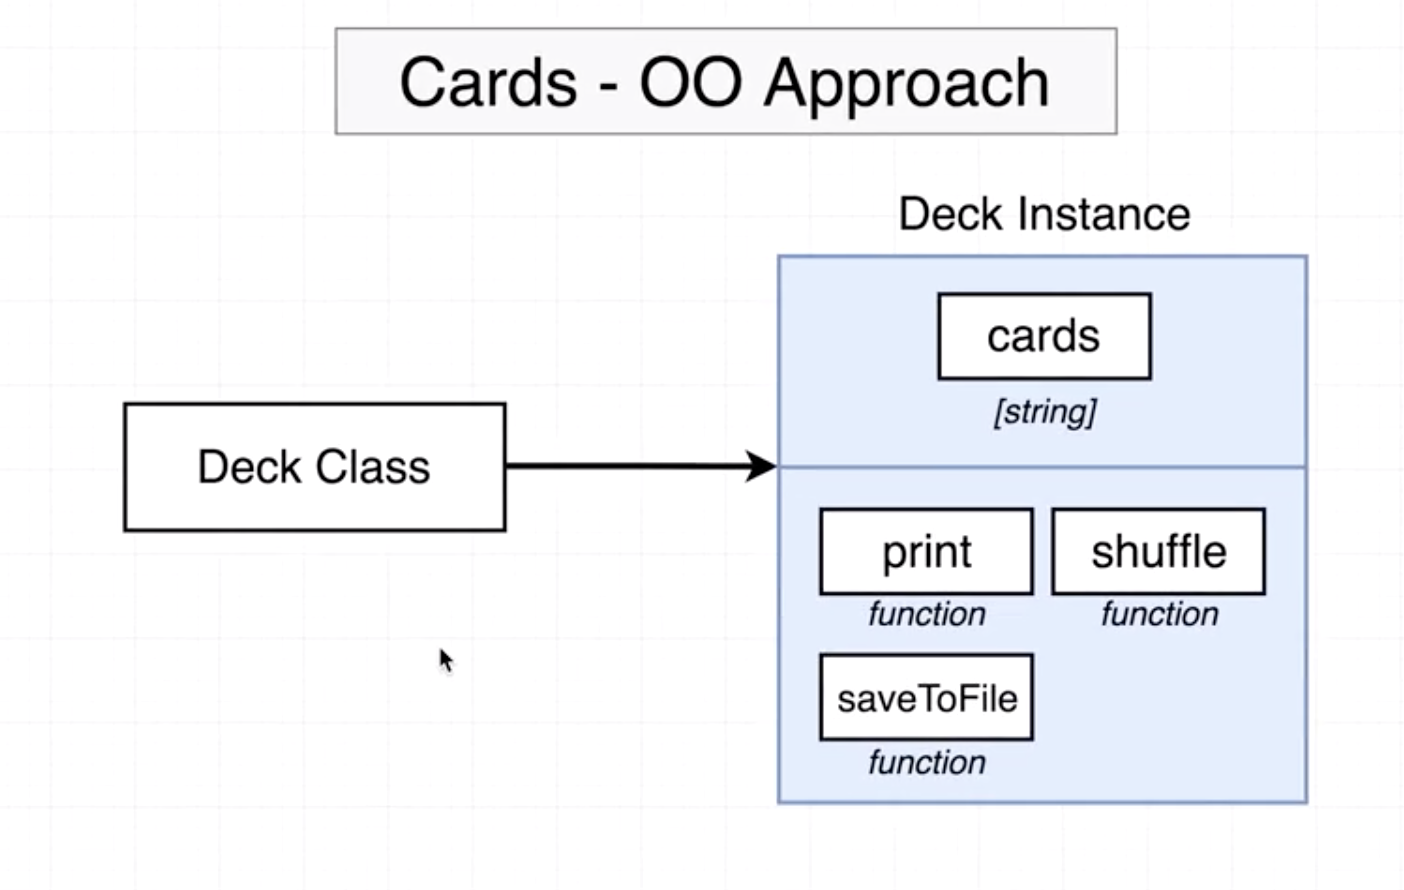 Cards - OO Approach
Deck Instance
cards
[string]
Deck Class
print shuffle
function function
saveToFile
function